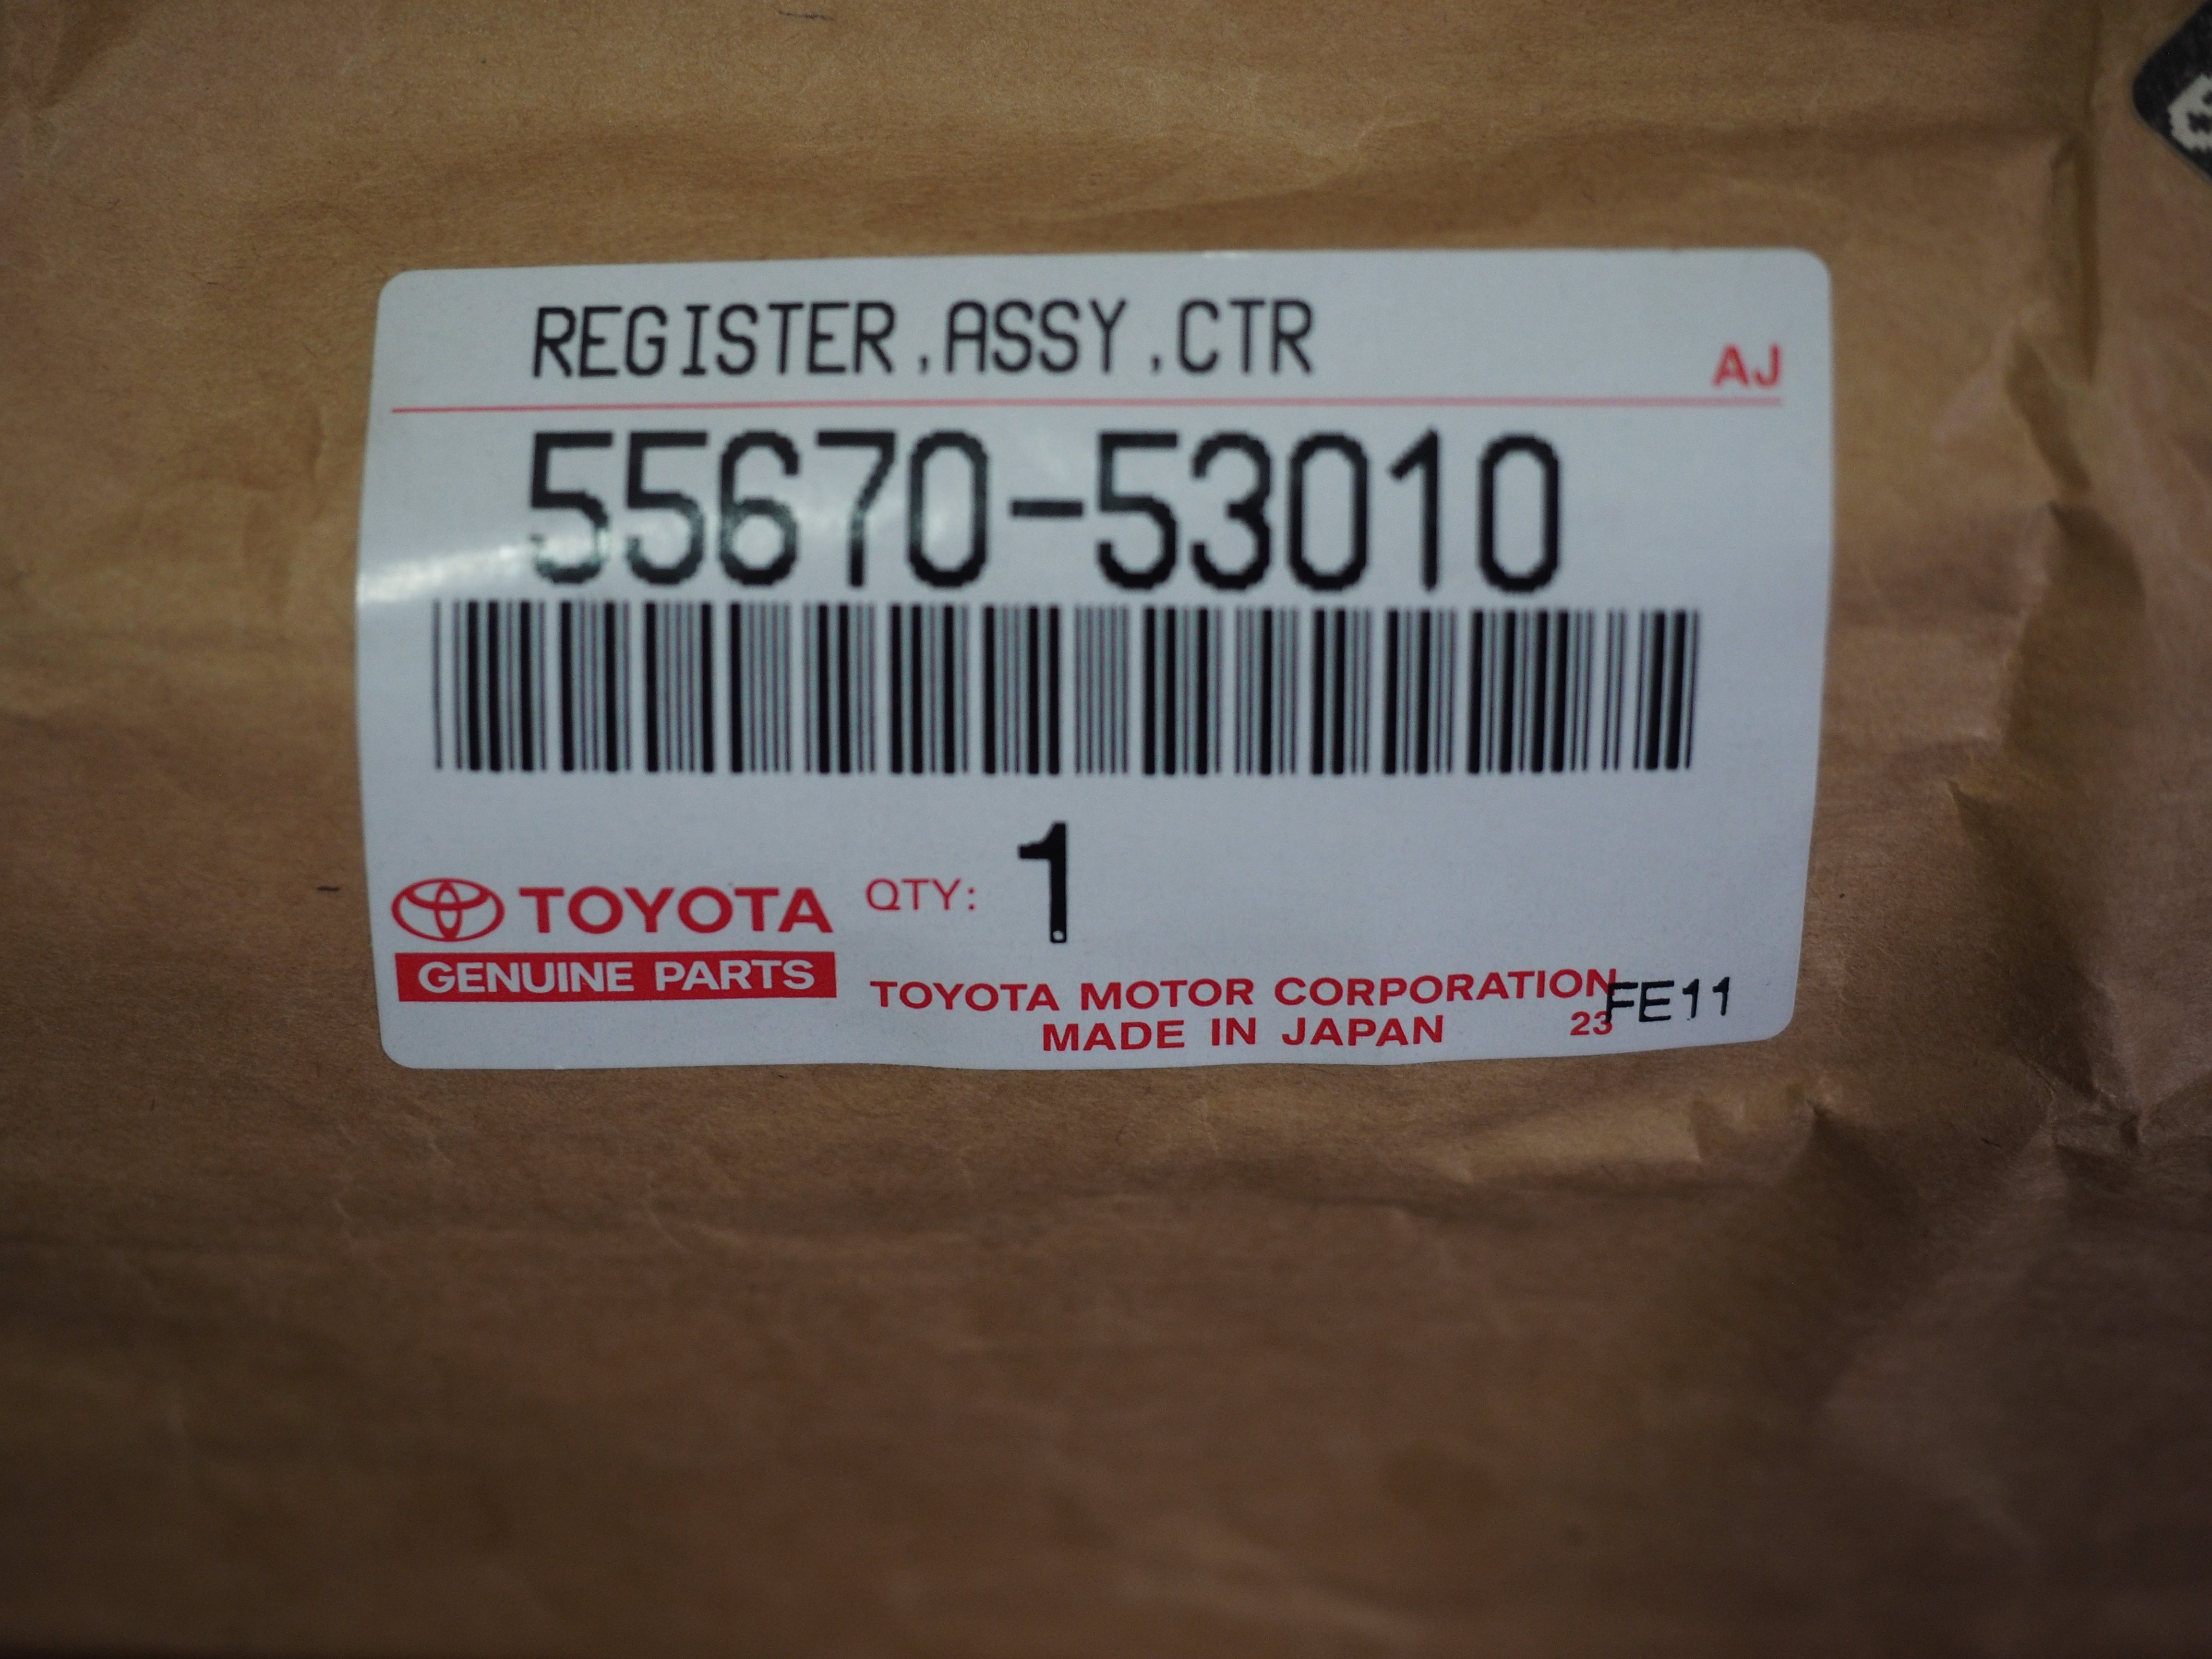 REGISTER,ASSY,CTR
AJ
55670-53010
QTY: 1
TOYOTA
GENUINE PARTS
TOYOTA MOTOR CORPORATION
MADE IN JAPAN
23
FE11